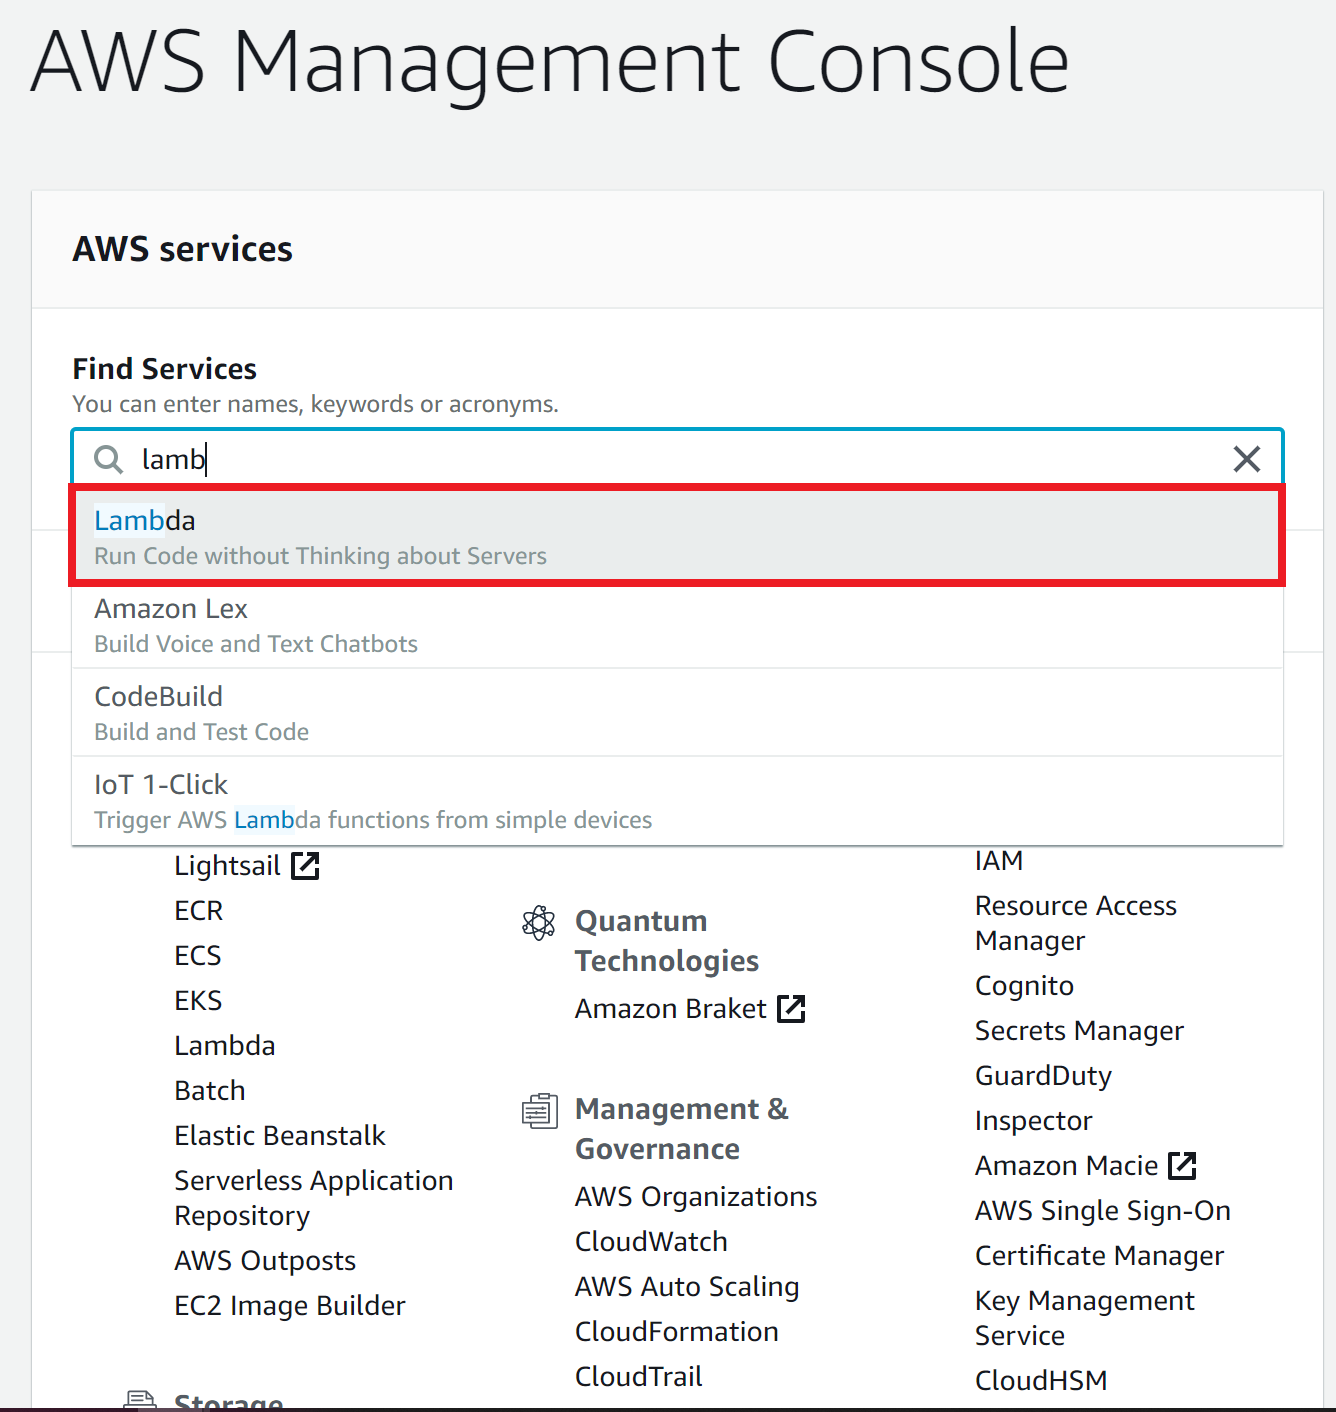 AWS Management Console
AWS services
Find Services
You can enter names, keywords or acronyms.
lamb
Lambda
Run Code without Thinking about Servers
Amazon Lex
Build Voice and Text Chatbots
CodeBuild
Build and Test Code
IoT 1-Click
Trigger AWS Lambda functions from simple devices
Lightsail
ECR
ECS
EKS
Lambda
Batch
Elastic Beanstalk
Serverless Application
Repository
AWS Outposts
EC2 Image Builder
Storage
Quantum
Technologies
Amazon Braket
Management &
Governance
AWS Organizations
CloudWatch
AWS Auto Scaling
CloudFormation
CloudTrail
IAM
Resource Access
Manager
Cognito
Secrets Manager
GuardDuty
Inspector
Amazon Macie
AWS Single Sign-On
Certificate Manager
Key Management
Service
CloudHSM